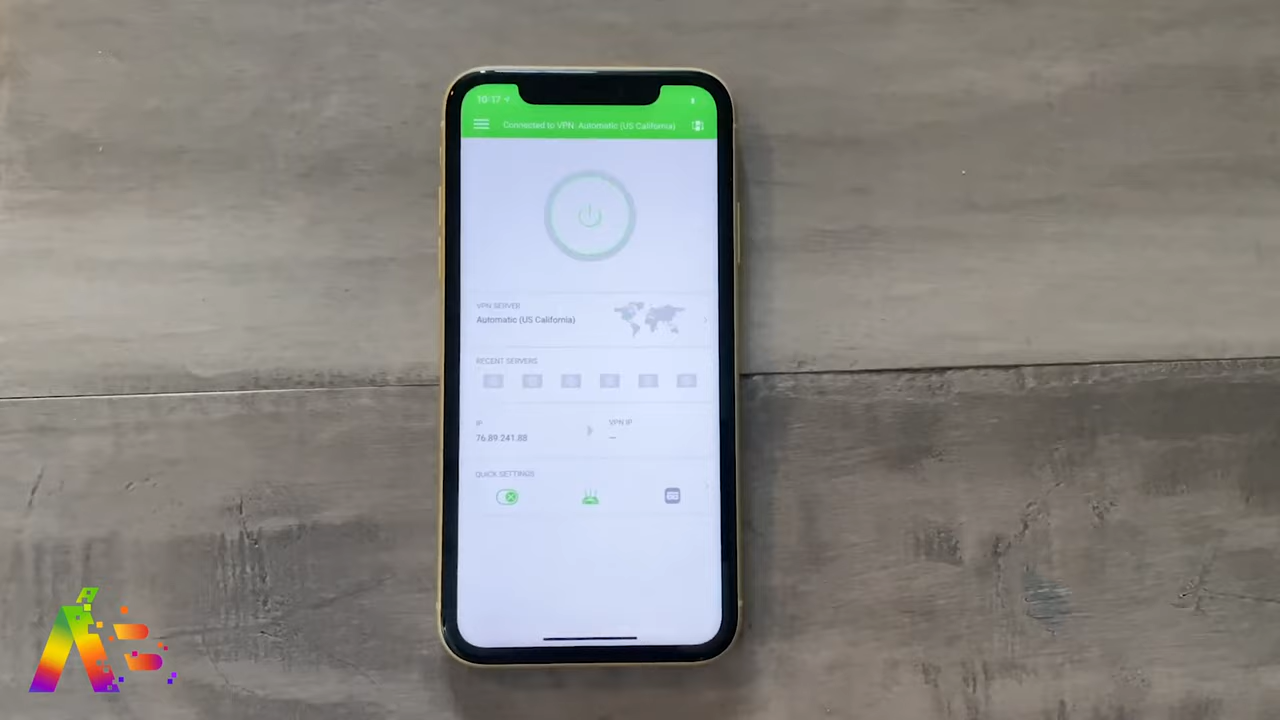 10:17
Connected to VPN: Automatic (US California)
VPN SERVER
Automatic (US California)
RECENT SERVERS
IP
VPN IP
76.89.241.88
---
QUICK SETTINGS